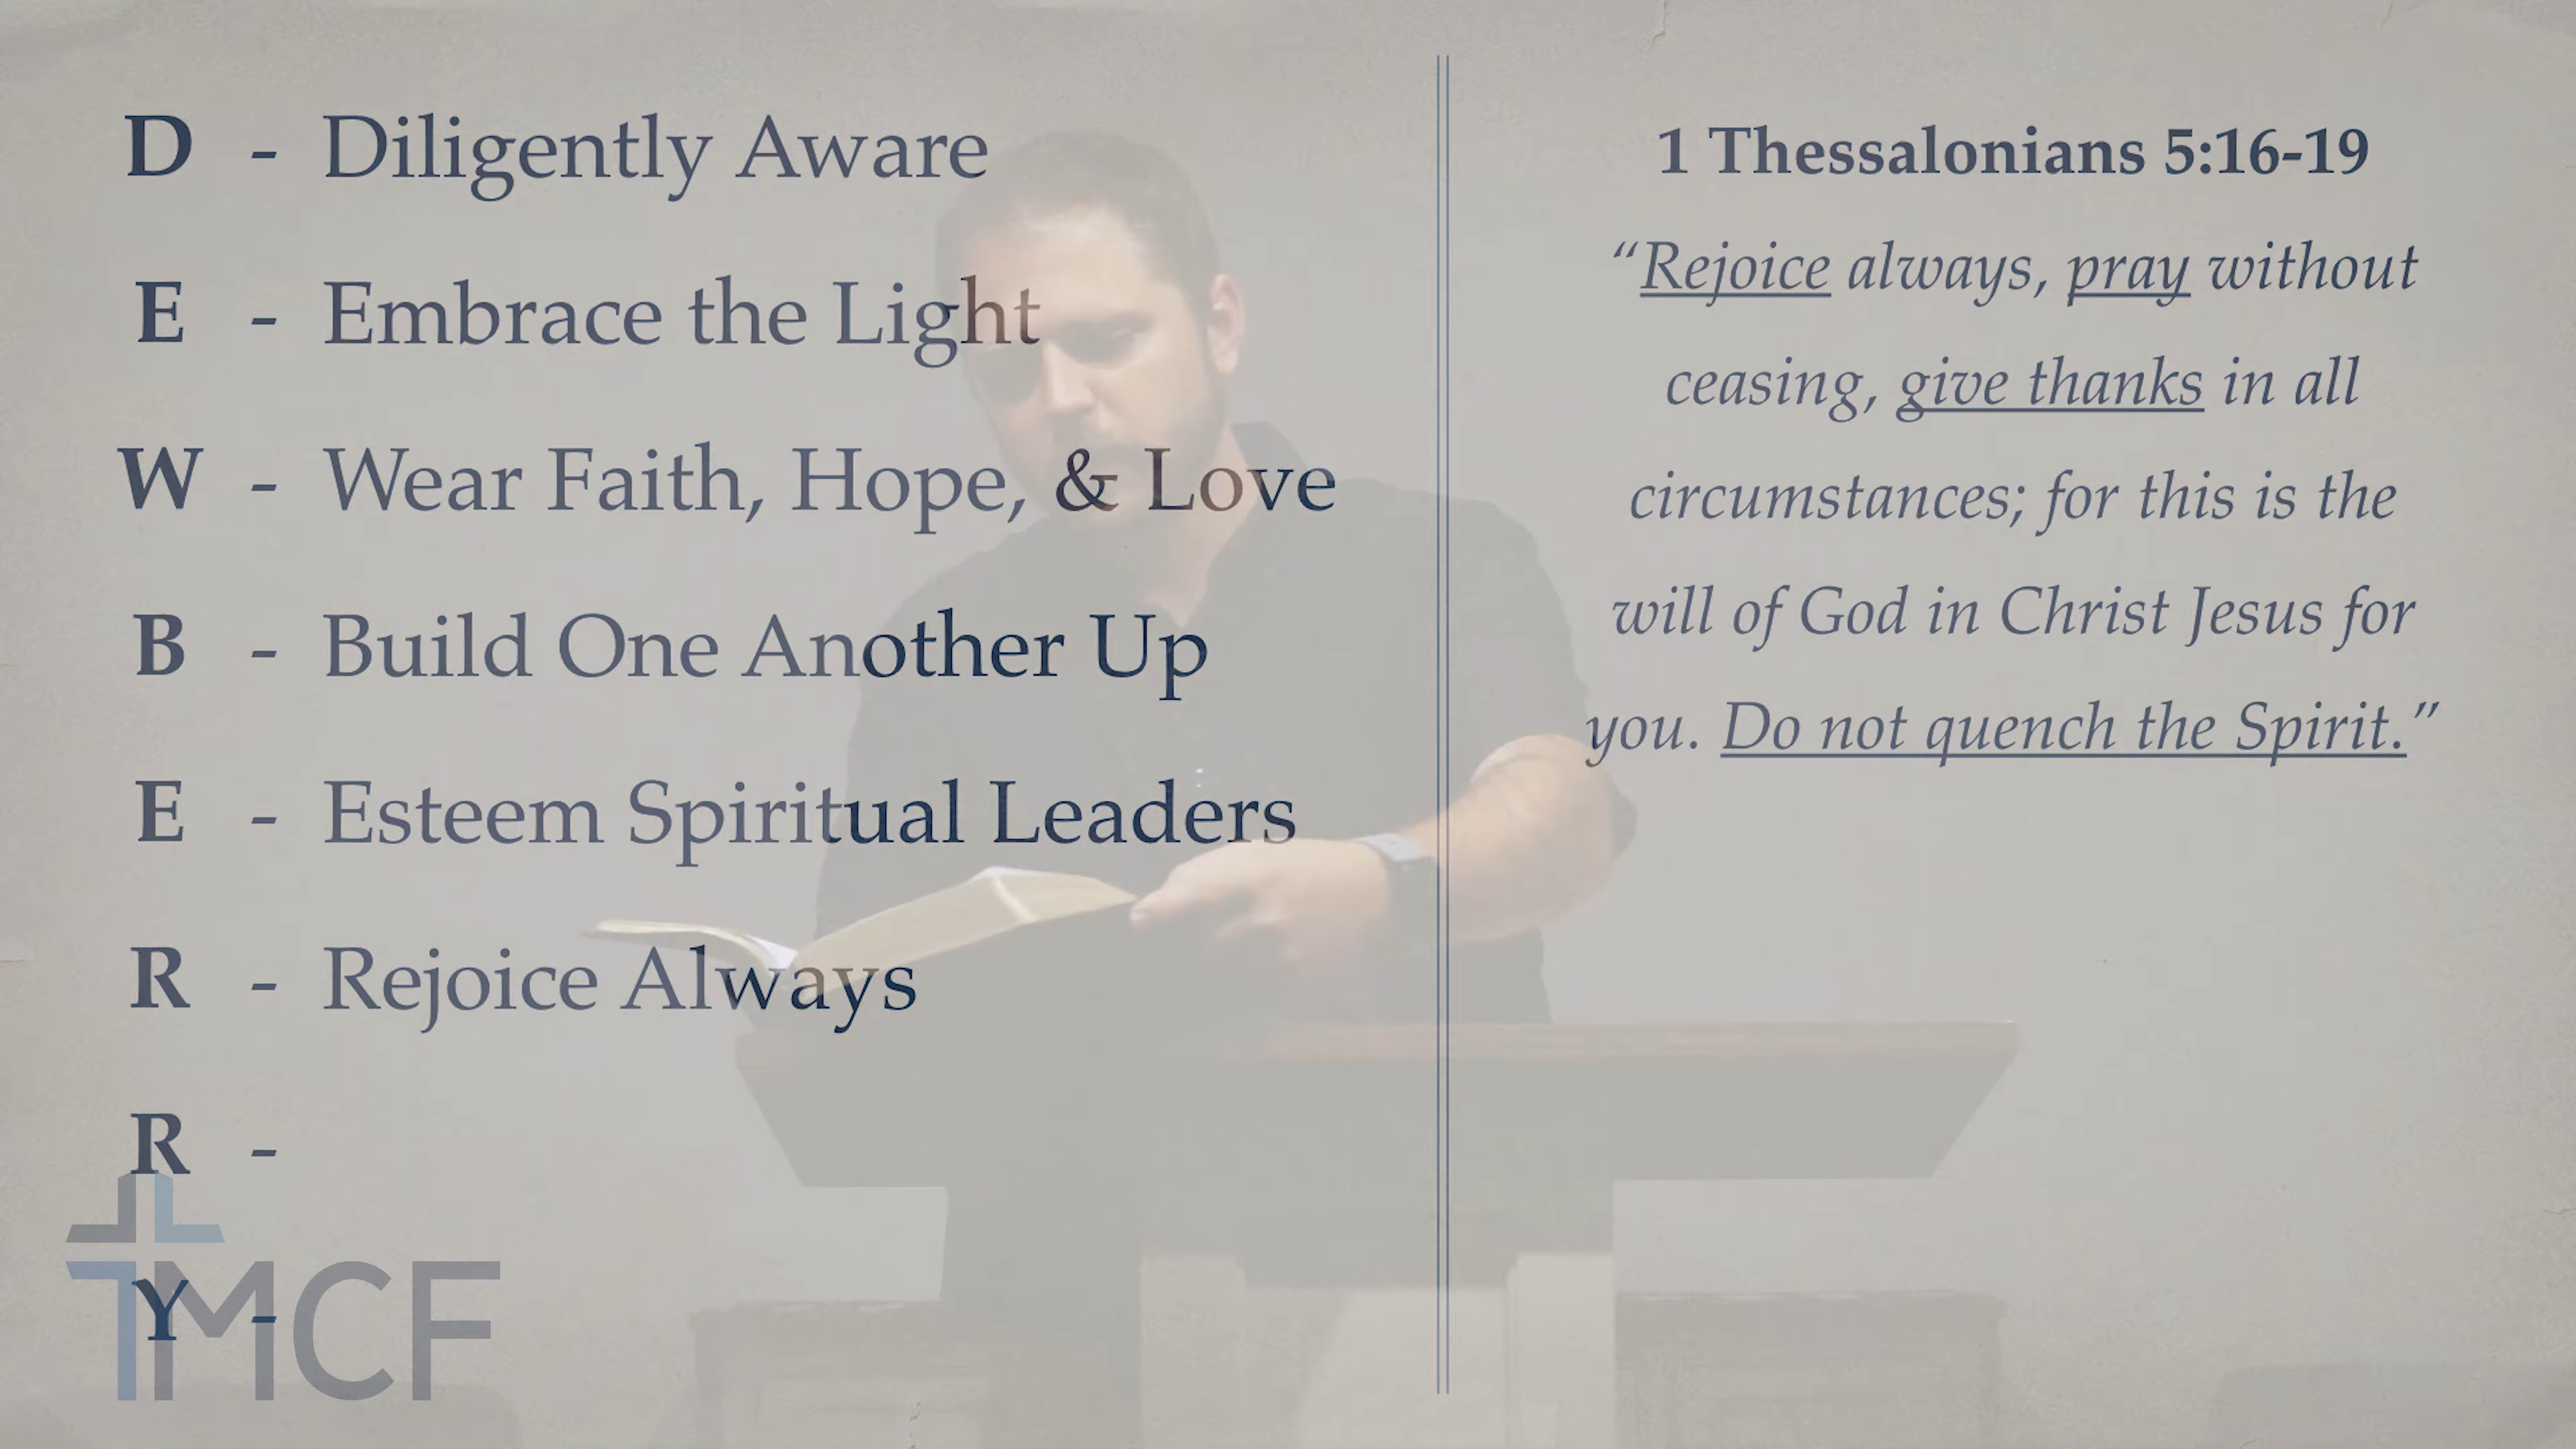 D - Diligently Aware
E - Embrace the Light
W - Wear Faith, Hope, & Love
B - Build One Another Up
E - Esteem Spiritual Leaders
R - Rejoice Always
R -
Y -
MCF
1 Thessalonians 5:16-19
“Rejoice always, pray without
ceasing, give thanks in all
circumstances; for this is the
will of God in Christ Jesus for
you. Do not quench the Spirit.”